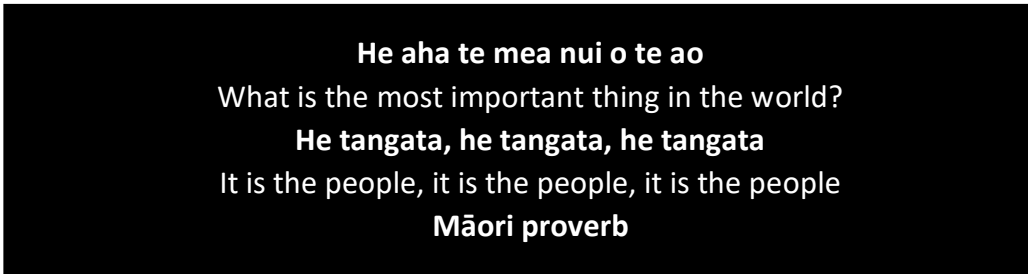 He aha te mea nui o te ao
What is the most important thing in the world?
He tangata, he tangata, he tangata
It is the people, it is the people, it is the people
Māori proverb